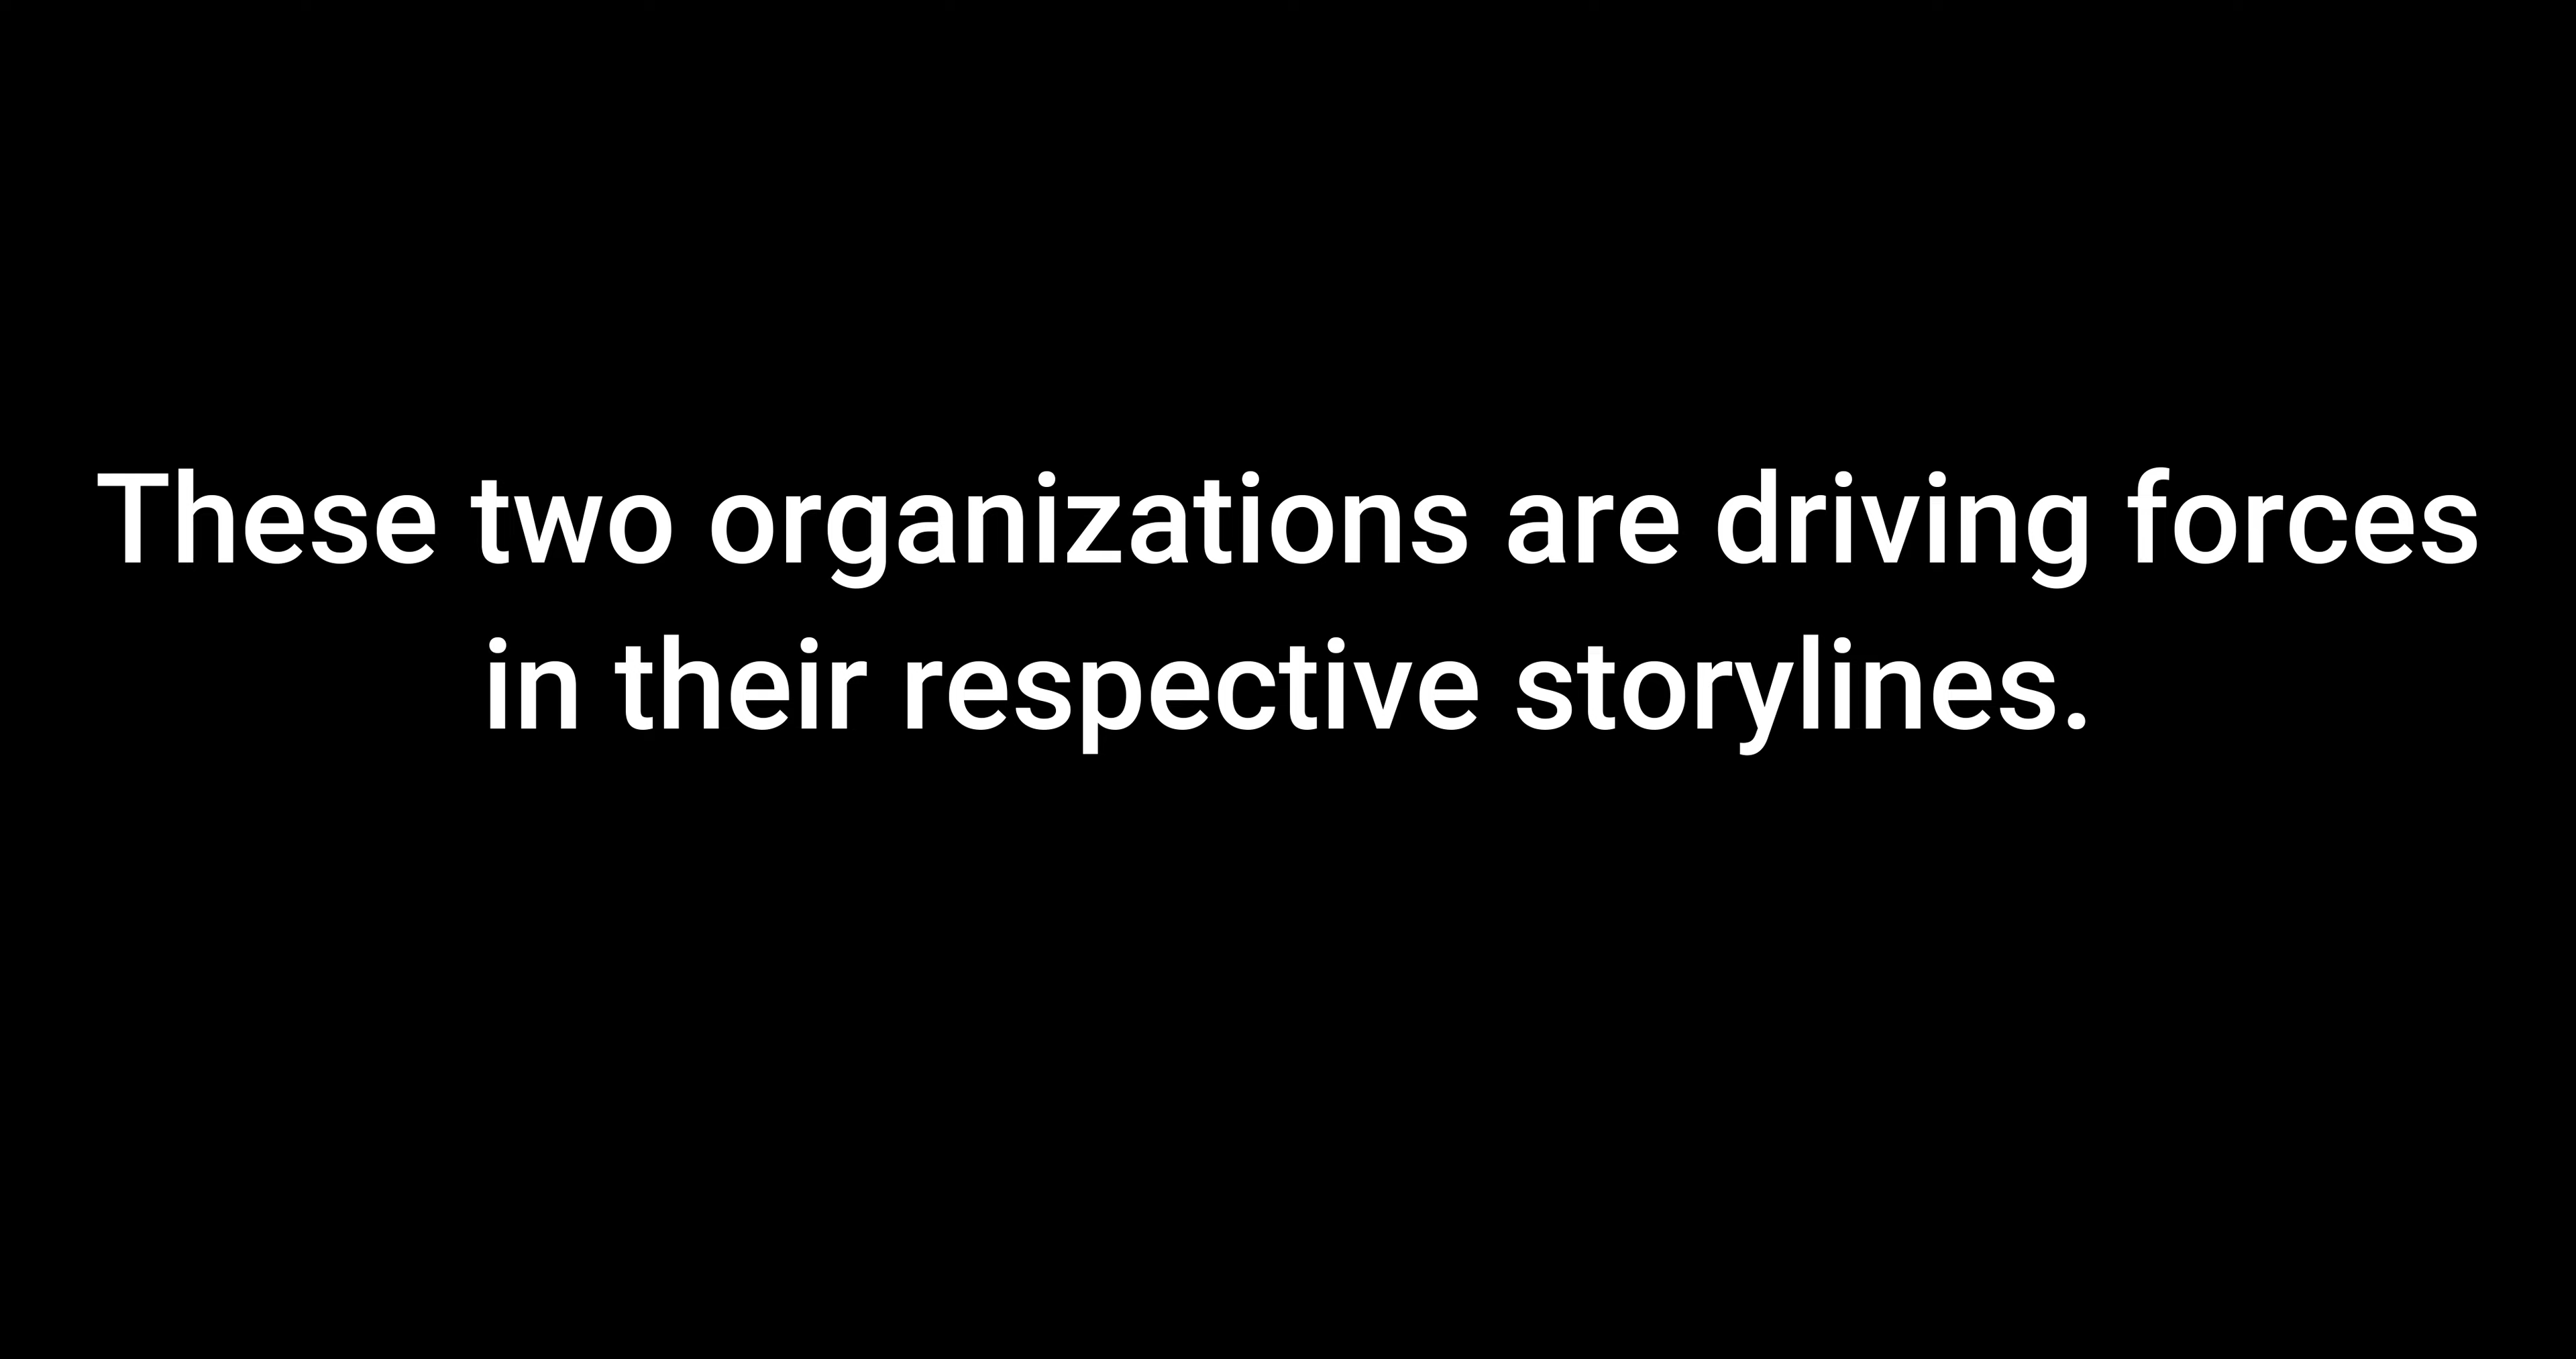 These two organizations are driving forces
in their respective storylines.